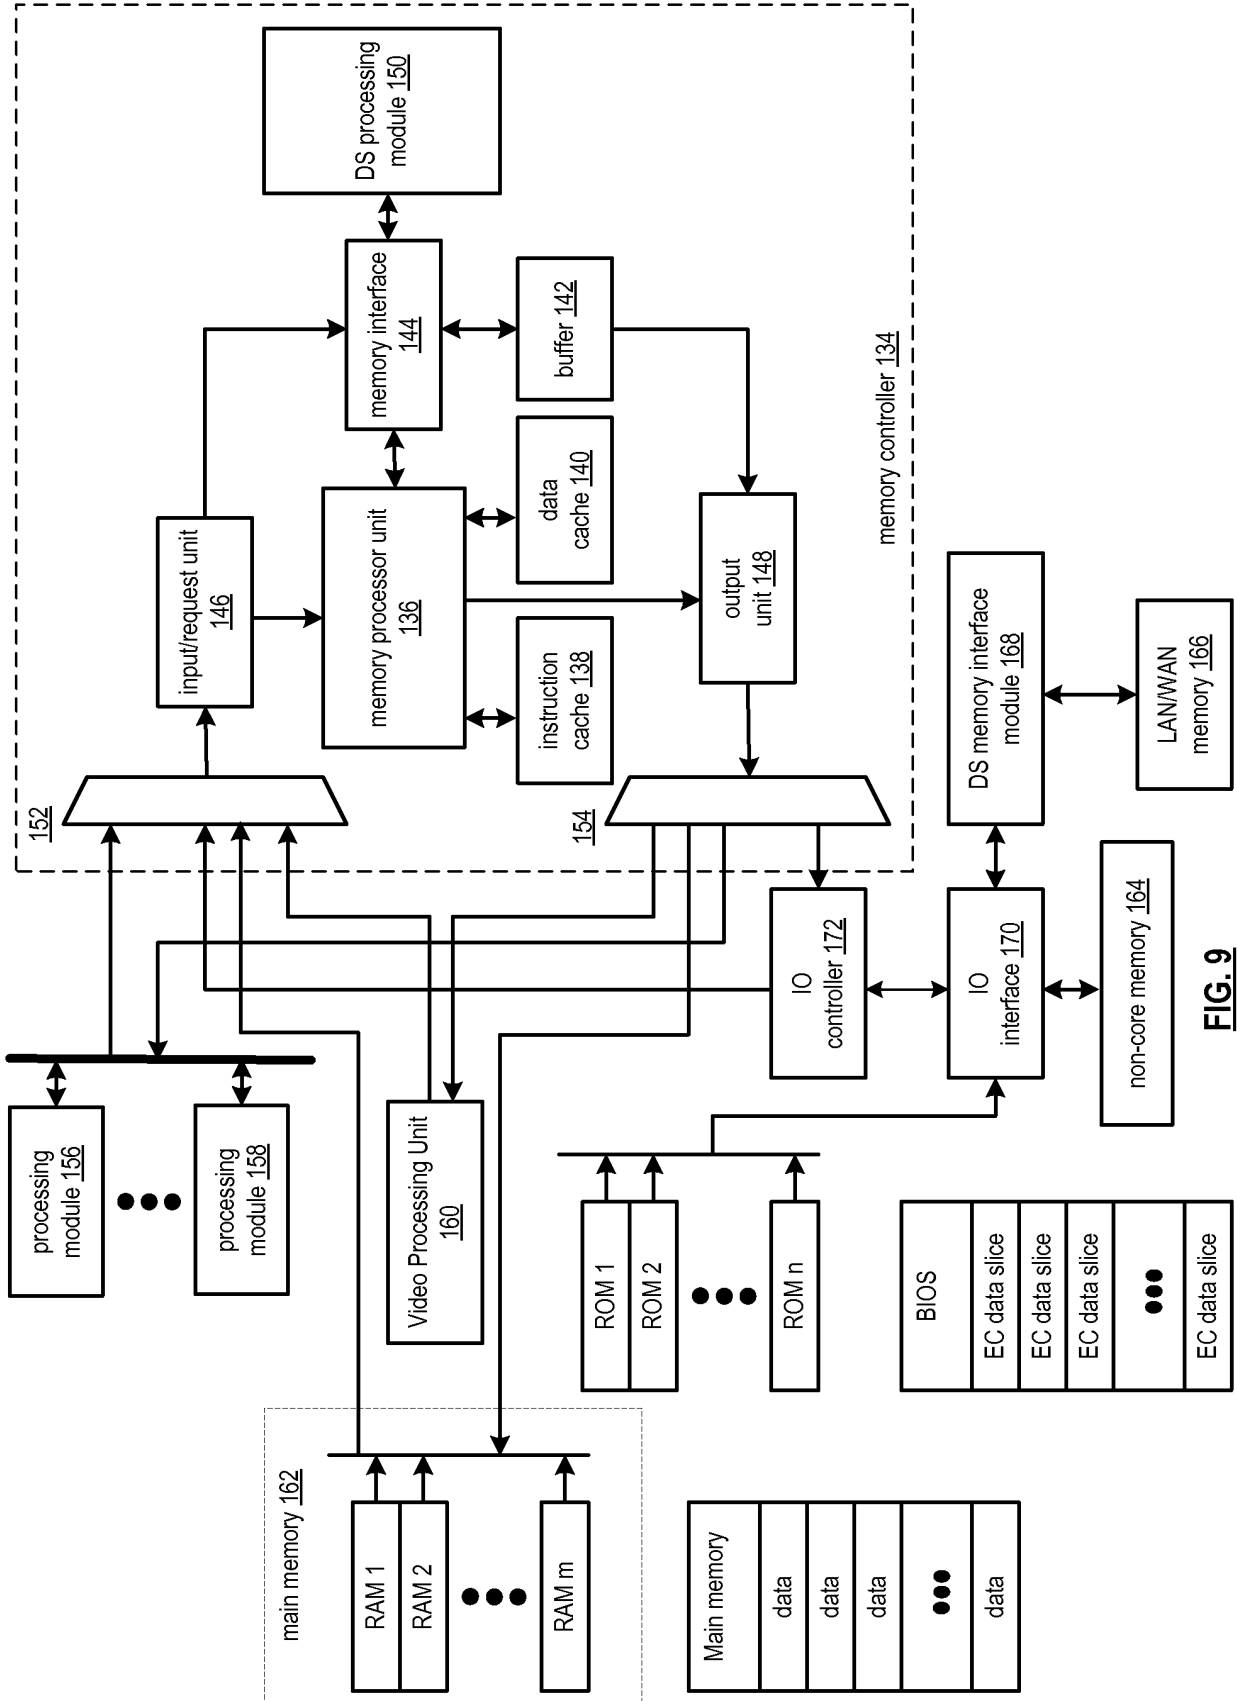 main memory 162
RAM 1
RAM 2
RAM m
Main memory
data
data
data
data
processing
module 156
processing
module 158
Video Processing Unit
160
ROM 1
ROM 2
ROM n
BIOS
EC data slice
EC data slice
EC data slice
EC data slice
152
154
IO
controller 172
IO
interface 170
non-core memory 164
input/request unit
146
memory processor unit
136
instruction
cache 138
data
cache 140
output
unit 148
DS memory interface
module 168
LAN/WAN
memory 166
memory interface
144
buffer 142
DS processing
module 150
memory controller 134
FIG. 9